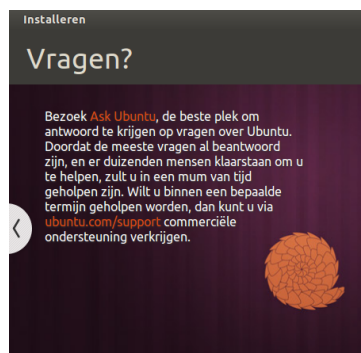 Installeren
Vragen?
Bezoek Ask Ubuntu, de beste plek om
antwoord te krijgen op vragen over Ubuntu.
Doordat de meeste vragen al beantwoord
zijn, en er duizenden mensen klaarstaan om u
te helpen, zult u in een mum van tijd
geholpen zijn. Wilt u binnen een bepaalde
termijn geholpen worden, dan kunt u via
ubuntu.com/support commerciële
ondersteuning verkrijgen.